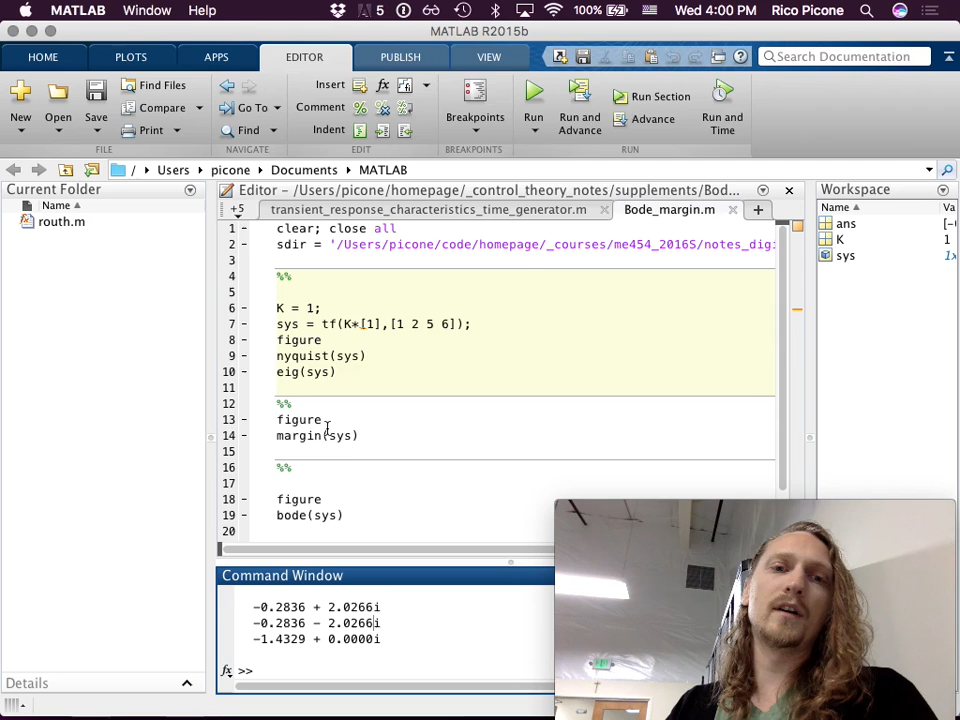 MATLAB Window Help 5 100% Wed 4:00 PM Rico Picone
MATLAB R2015b
HOME PLOTS APPS EDITOR PUBLISH VIEW Search Documentation
New Open Save Find Files Compare Print
Insert fx Comment Indent
Go To Find
Breakpoints Run Run and Advance Run Section Advance Run and Time
FILE NAVIGATE EDIT BREAKPOINTS RUN
/ Users picone Documents MATLAB
Current Folder
Name
routh.m
Details
Editor - /Users/picone/homepage/_control_theory_notes/supplements/Bod...
+5 transient_response_characteristics_time_generator.m Bode_margin.m
1 clear; close all
2 sdir = '/Users/picone/code/homepage/_courses/me454_2016S/notes_digi
3
4 %%
5
6 K = 1;
7 sys = tf(K*[1],[1 2 5 6]);
8 figure
9 nyquist(sys)
10 eig(sys)
11
12 %%
13 figure
14 margin(sys)
15
16 %%
17
18 figure
19 bode(sys)
20
Workspace
Name Va
ans [-0
K 1
sys 1x
Command Window
-0.2836 + 2.0266i
-0.2836 - 2.0266i
-1.4329 + 0.0000i
fx >>